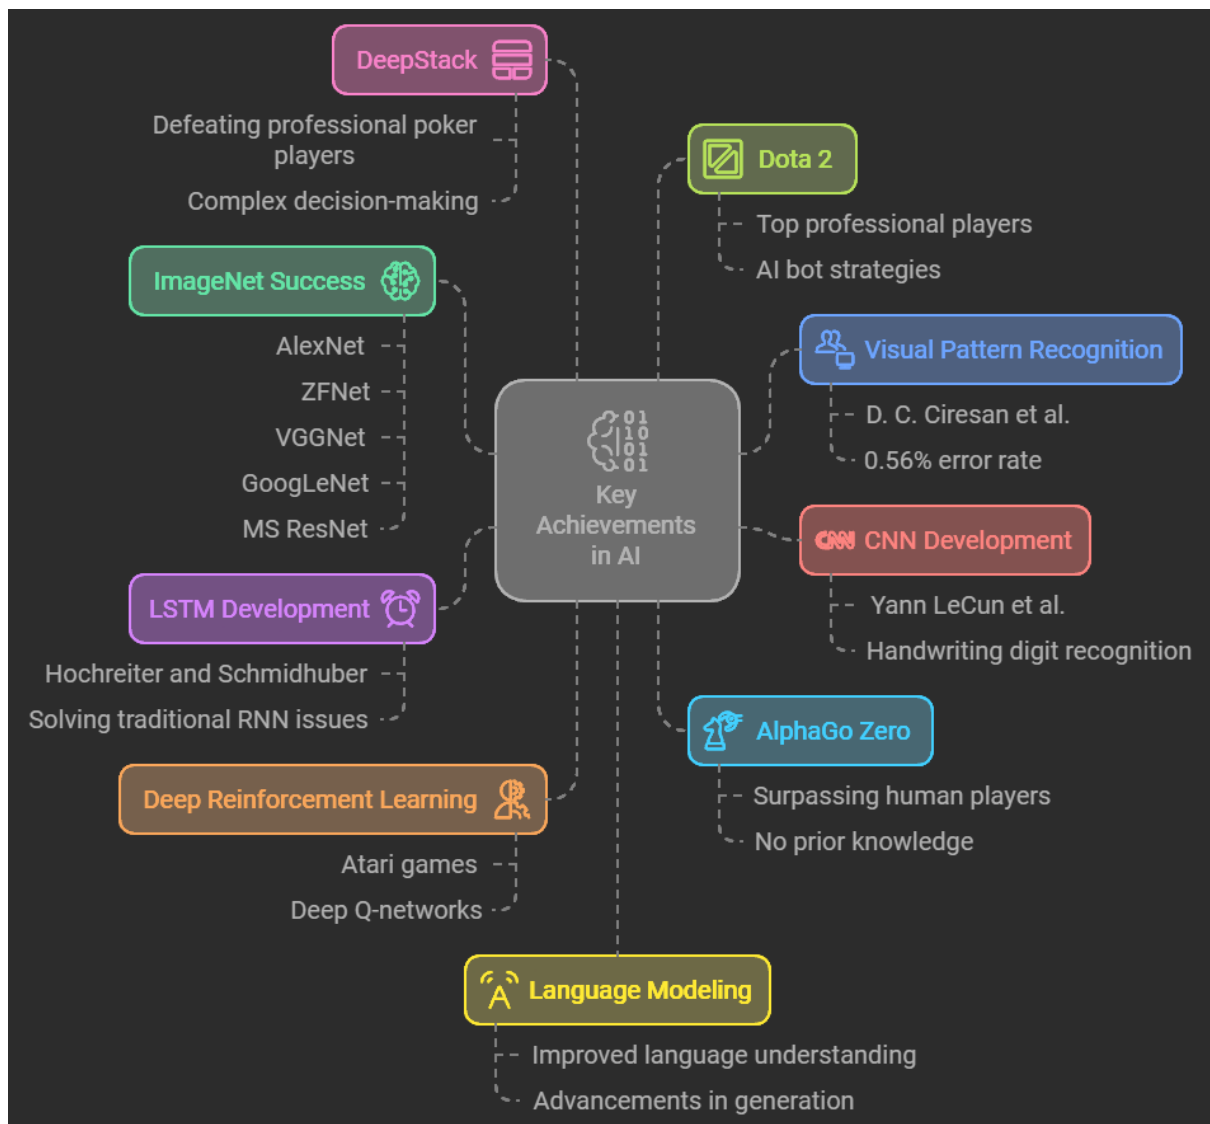 DeepStack
Defeating professional poker
players
Complex decision-making
ImageNet Success
AlexNet
ZFNet
VGGNet
GoogLeNet
MS ResNet
LSTM Development
Hochreiter and Schmidhuber
Solving traditional RNN issues
Deep Reinforcement Learning
Atari games
Deep Q-networks
01
10
01
01
Key
Achievements
in AI
Dota 2
Top professional players
AI bot strategies
Visual Pattern Recognition
D. C. Ciresan et al.
0.56% error rate
CNN CNN Development
Yann LeCun et al.
Handwriting digit recognition
AlphaGo Zero
Surpassing human players
No prior knowledge
A Language Modeling
Improved language understanding
Advancements in generation